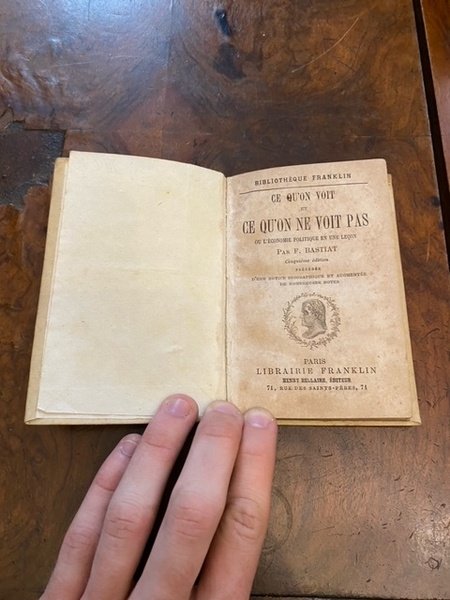 BIBLIOTHÈQUE FRANKLIN
CE QU'ON VOIT
ET
CE QU'ON NE VOIT PAS
OU L'ÉCONOMIE POLITIQUE EN UNE LEÇON
PAR F. BASTIAT
Cinquième édition
PRÉCÉDÉE
D'UNE NOTICE BIOGRAPHIQUE ET AUGMENTÉE
DE NOMBREUSES NOTES
PARIS
LIBRAIRIE FRANKLIN
HENRI BELLAIRE, ÉDITEUR
71, RUE DES SAINTS-PÈRES, 71